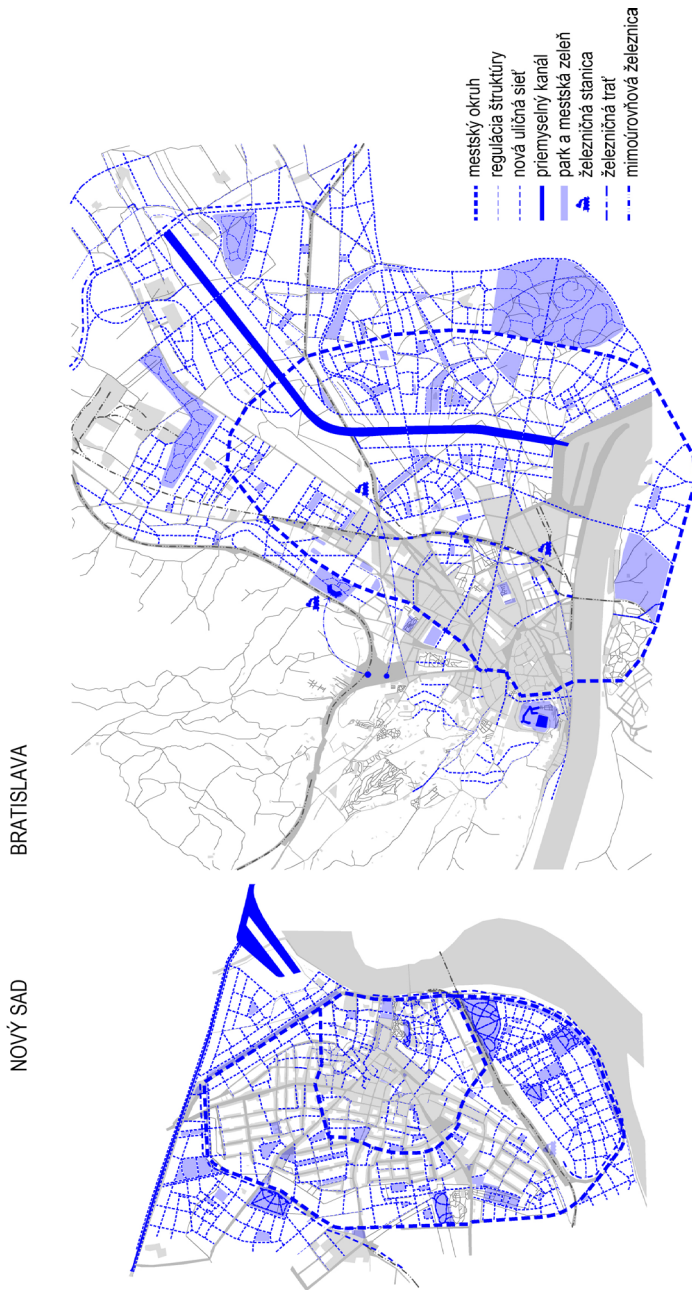 NOVÝ SAD
BRATISLAVA
mestský okruh
regulácia štruktúry
nová uličná sieť
priemyselný kanál
park a mestská zeleň
železničná stanica
železničná trať
mimoúrovňová železnica